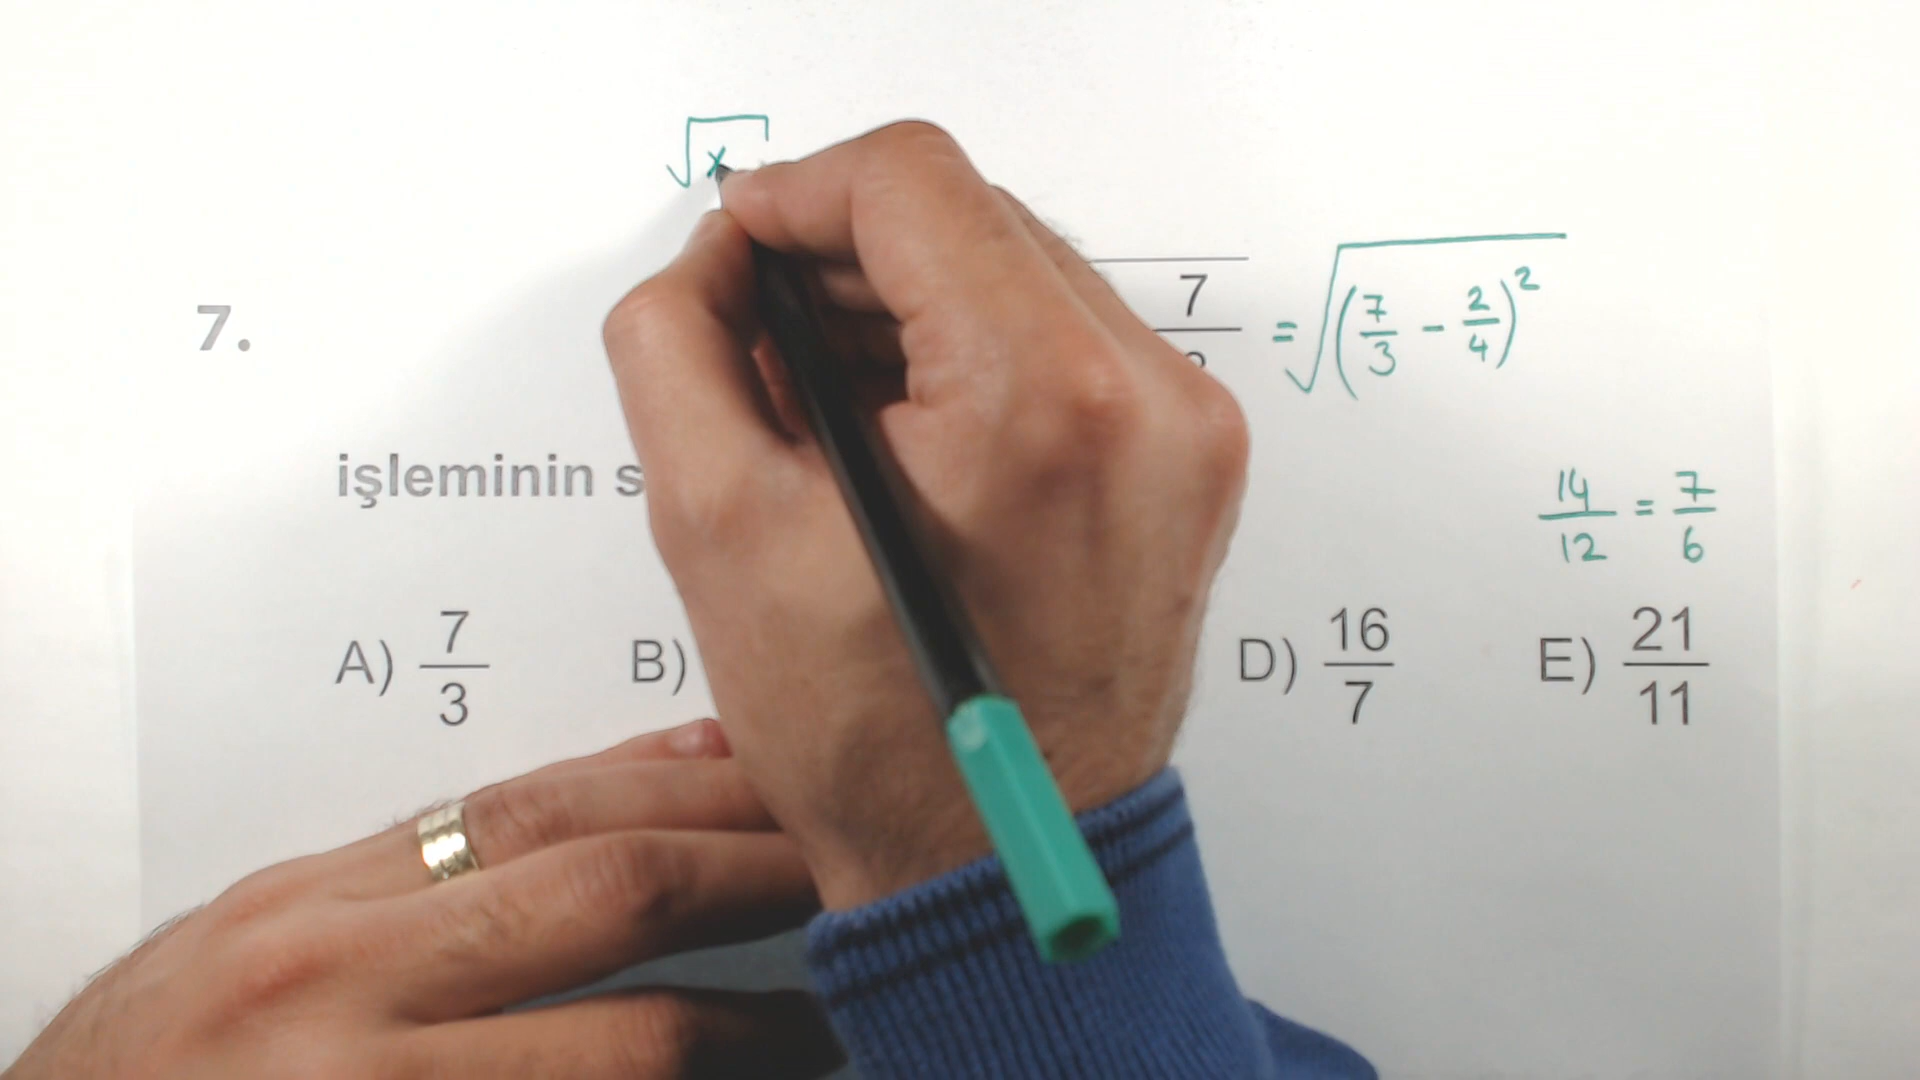 √x
7.
7 = √(7/3 - 2/4)²
işleminin
14/12 = 7/6
A) 7/3 B) D) 16/7 E) 21/11